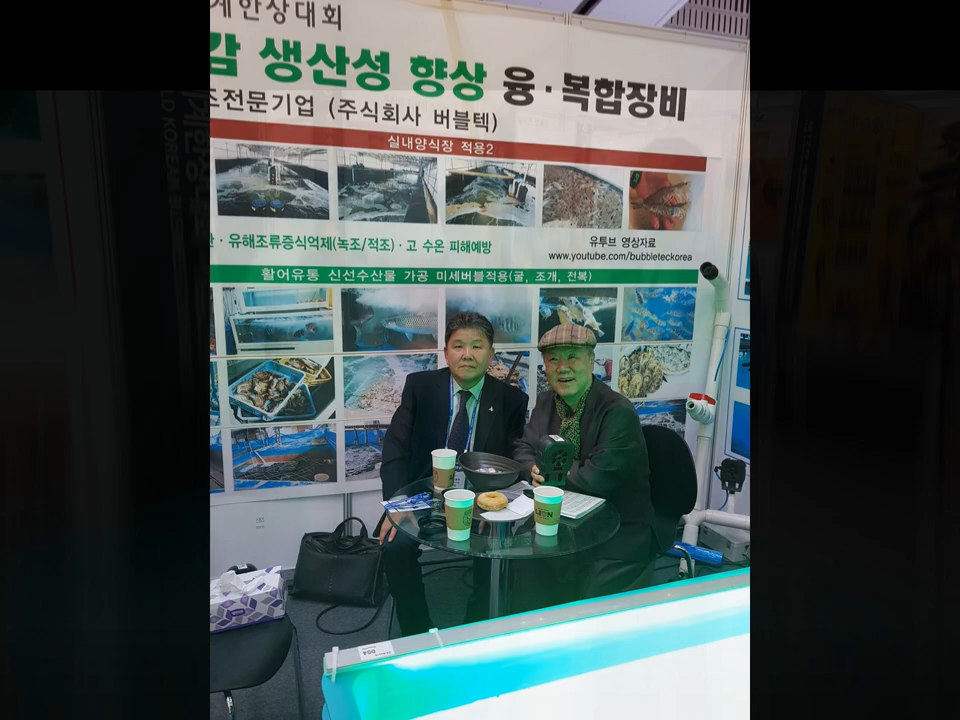 계한상대회
감 생산성 향상 융·복합장비
조전문기업 (주식회사 버블텍)
실내양식장 적용2
· 유해조류증식억제(녹조/적조) · 고 수온 피해예방
유투브 영상자료
www.youtube.com/bubbleteckorea
활어유통 신선수산물 가공 미세버블적용(굴, 조개, 전복)